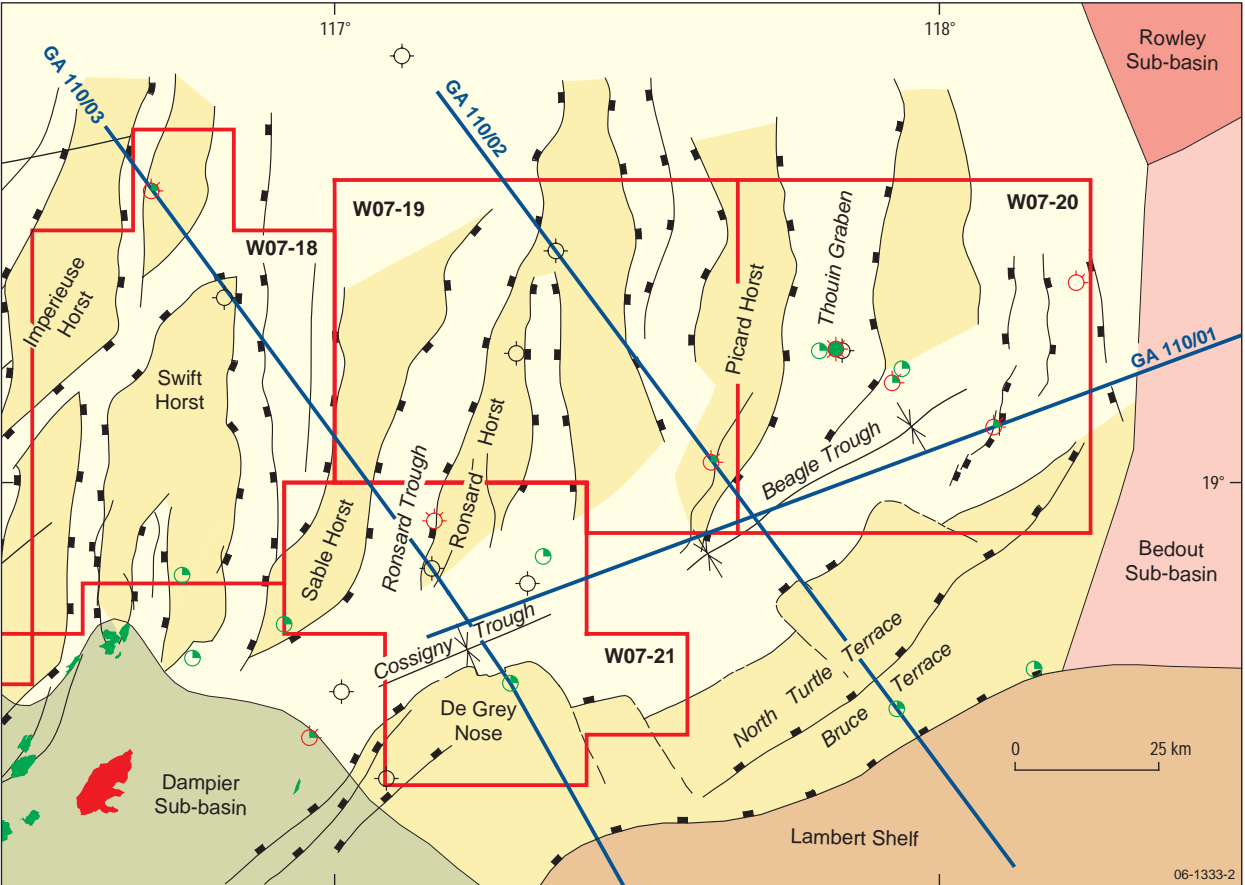 117°
118°
Rowley
Sub-basin
GA 110/03
GA 110/02
W07-19
W07-20
W07-18
Imperieuse
Horst
Thouin Graben
Picard Horst
GA 110/01
Swift
Horst
Ronsard Horst
Beagle Trough
Ronsard Trough
19°
Sable Horst
Bedout
Sub-basin
Cossigny Trough
W07-21
North Turtle Terrace
De Grey
Nose
Bruce Terrace
0 25 km
Dampier
Sub-basin
Lambert Shelf
06-1333-2